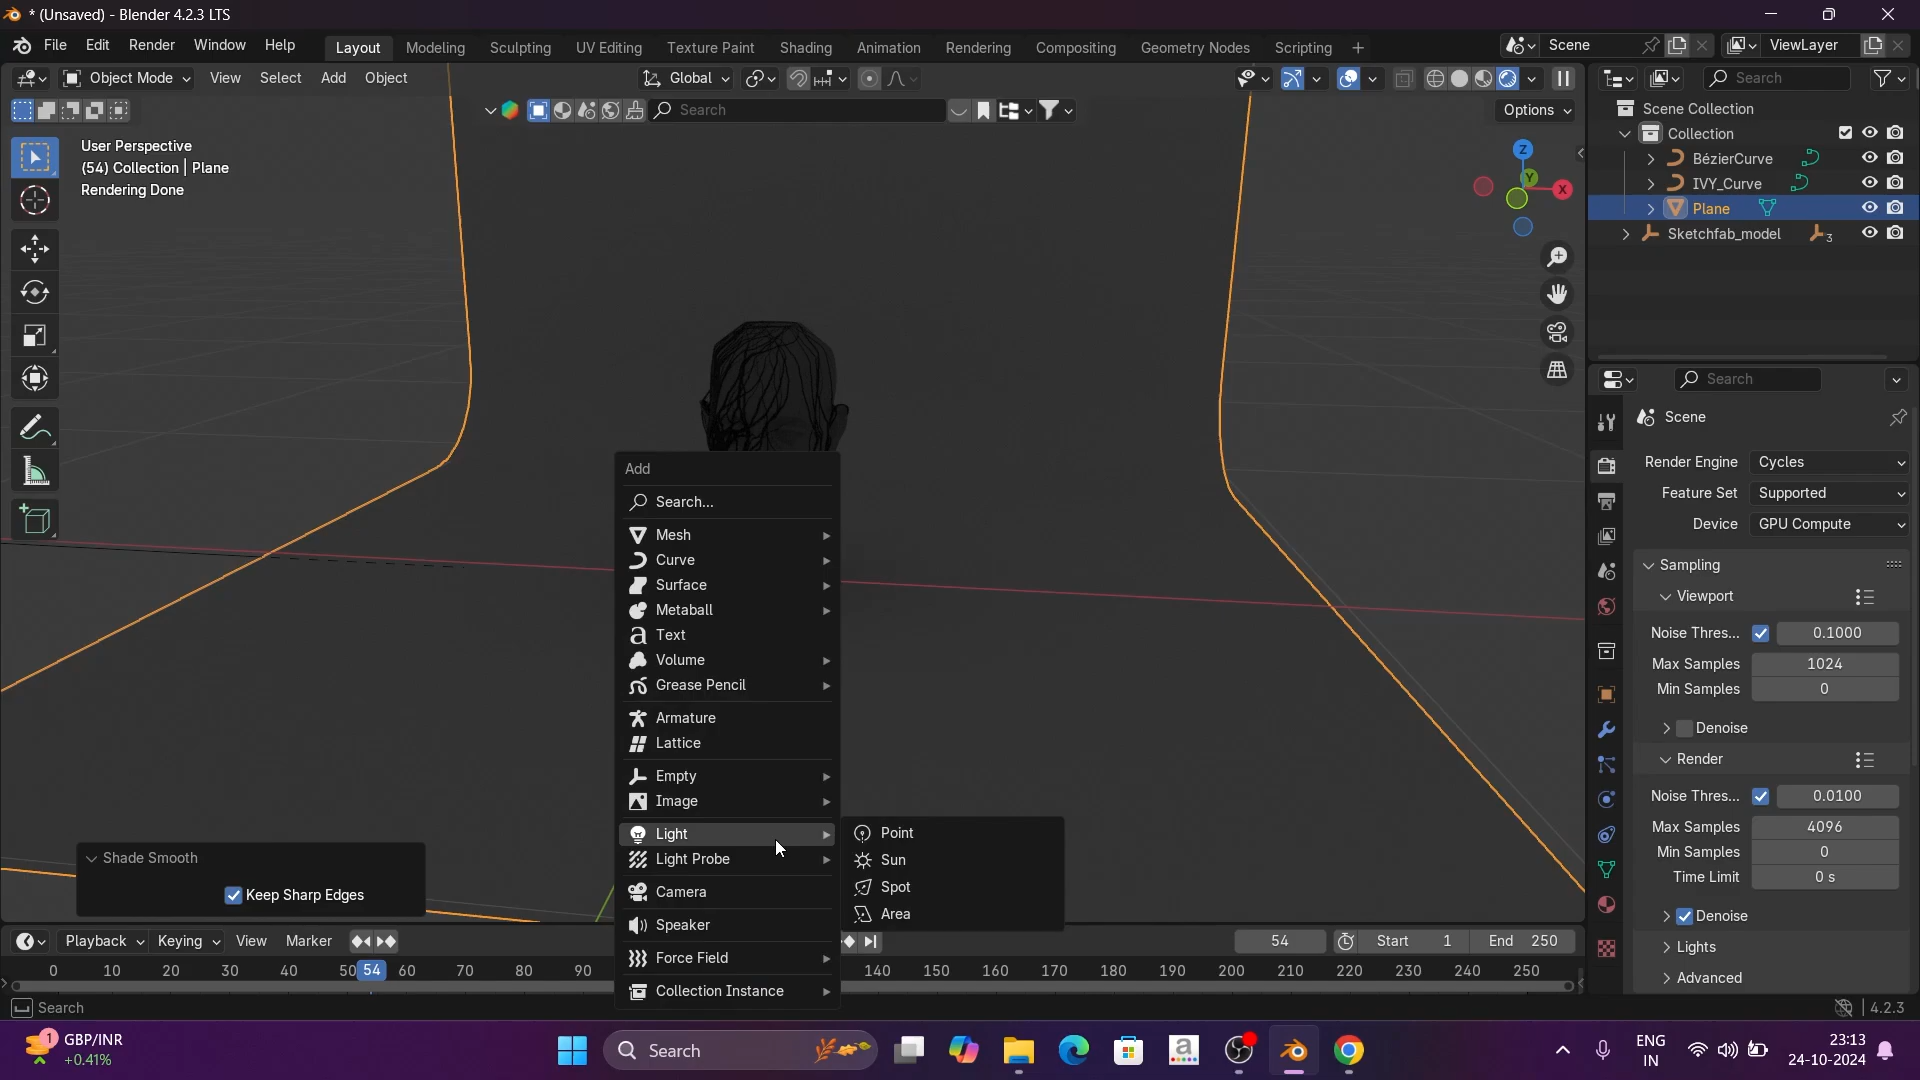 * (Unsaved) - Blender 4.2.3 LTS
File Edit Render Window Help Layout Modeling Sculpting UV Editing Texture Paint Shading Animation Rendering Compositing Geometry Nodes Scripting + Scene ViewLayer
Object Mode View Select Add Object Global Search
Search Options
User Perspective
(54) Collection | Plane
Rendering Done
Z
Y
X
Scene Collection
Collection
BézierCurve
IVY_Curve
Plane
Sketchfab_model 3
Search
Scene
Render Engine Cycles
Feature Set Supported
Device GPU Compute
Sampling
Viewport
Noise Thres... 0.1000
Max Samples 1024
Min Samples 0
Denoise
Render
Noise Thres... 0.0100
Max Samples 4096
Min Samples 0
Time Limit 0 s
Denoise
Lights
Advanced
Add
Search...
Mesh
Curve
Surface
Metaball
Text
Volume
Grease Pencil
Armature
Lattice
Empty
Image
Light
Light Probe
Camera
Speaker
Force Field
Collection Instance
Point
Sun
Spot
Area
Shade Smooth
Keep Sharp Edges
Playback Keying View Marker 54 Start 1 End 250
0 10 20 30 40 50 54 60 70 80 90 140 150 160 170 180 190 200 210 220 230 240 250
Search 4.2.3
1 GBP/INR
+0.41%
Search
a
ENG
IN
23:13
24-10-2024